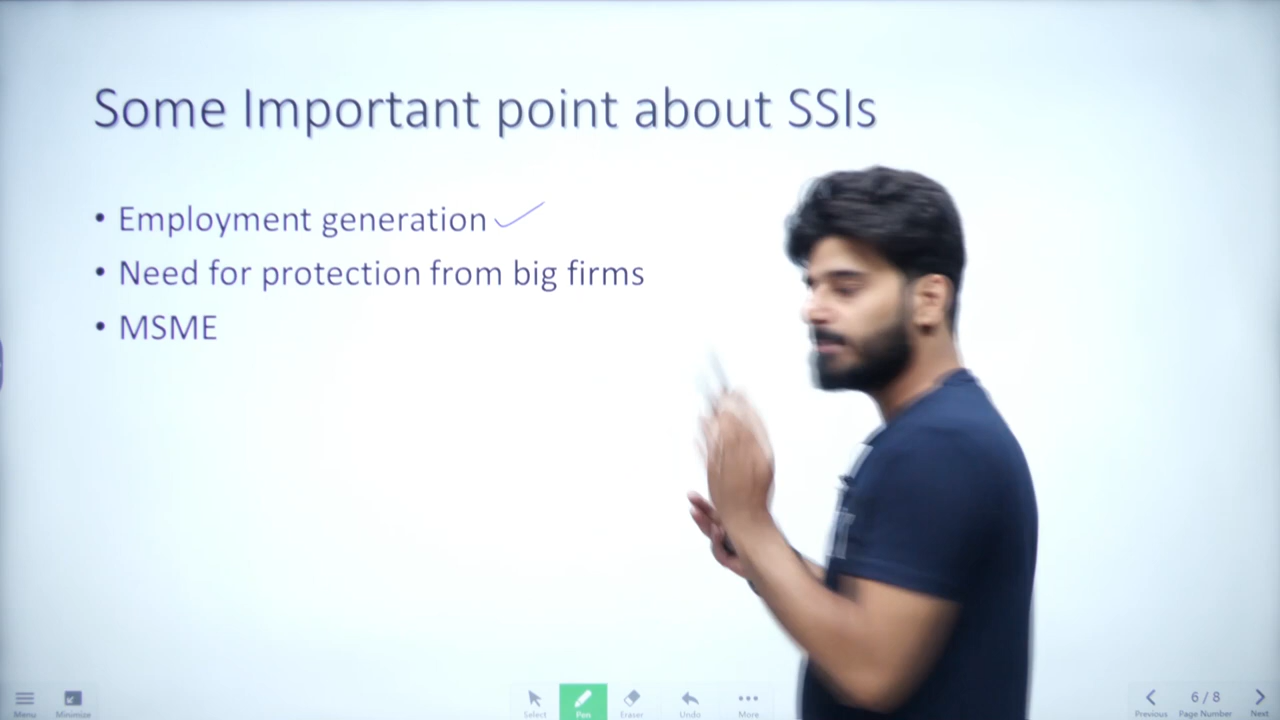 Some Important point about SSIs
• Employment generation
• Need for protection from big firms
• MSME
Menu
Minimize
Select
Pen
Eraser
Undo
More
Previous
6 / 8
Page Number
Next